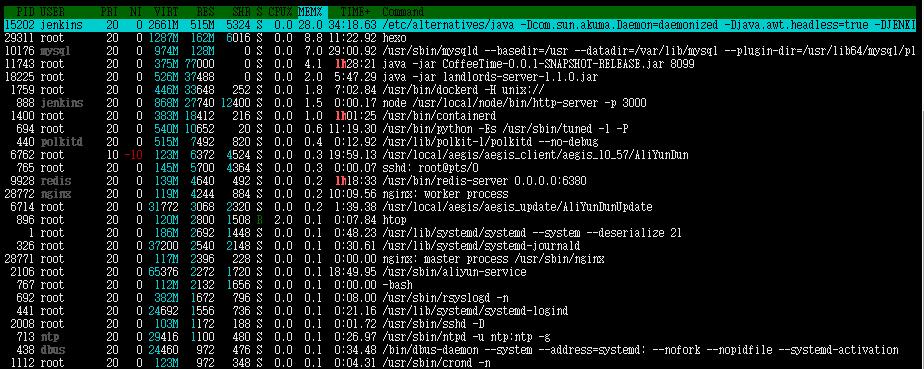 PID USER PRI NI VIRT RES SHR S CPU% MEM% TIME+ Command
15202 jenkins 20 0 2661M 515M 5324 S 0.0 28.0 34:18.63 /etc/alternatives/java -Dcom.sun.akuma.Daemon=daemonized -Djava.awt.headless=true -DJENKI
29311 root 20 0 1287M 162M 6016 S 0.0 8.8 11:22.92 hexo
10176 mysql 20 0 974M 128M 0 S 0.0 7.0 29:00.92 /usr/sbin/mysqld --basedir=/usr --datadir=/var/lib/mysql --plugin-dir=/usr/lib64/mysql/pl
11743 root 20 0 375M 77000 0 S 0.0 4.1 1h28:21 java -jar CoffeeTime-0.0.1-SNAPSHOT-RELEASE.jar 8099
18225 root 20 0 526M 37488 0 S 0.0 2.0 5:47.29 java -jar landlords-server-1.1.0.jar
1759 root 20 0 446M 33648 252 S 0.0 1.8 7:02.84 /usr/bin/dockerd -H unix://
888 jenkins 20 0 868M 27740 12400 S 0.0 1.5 0:00.17 node /usr/local/node/bin/http-server -p 3000
1400 root 20 0 383M 18412 216 S 0.0 1.0 1h01:25 /usr/bin/containerd
694 root 20 0 540M 10652 20 S 0.0 0.6 11:19.30 /usr/bin/python -Es /usr/sbin/tuned -l -P
440 polkitd 20 0 515M 7492 820 S 0.0 0.4 0:12.92 /usr/lib/polkit-1/polkitd --no-debug
6762 root 10 -10 123M 6372 4524 S 0.0 0.3 19:59.13 /usr/local/aegis/aegis_client/aegis_10_57/AliYunDun
765 root 20 0 145M 5700 4364 S 0.0 0.3 0:00.07 sshd: root@pts/0
9928 redis 20 0 139M 4640 492 S 0.0 0.2 1h18:33 /usr/bin/redis-server 0.0.0.0:6380
28772 nginx 20 0 119M 4244 884 S 0.0 0.2 10:09.56 nginx: worker process
6714 root 20 0 31772 3068 2320 S 0.0 0.2 1:39.38 /usr/local/aegis/aegis_update/AliYunDunUpdate
896 root 20 0 120M 2800 1508 R 2.0 0.1 0:07.84 htop
1 root 20 0 186M 2692 1448 S 0.0 0.1 0:48.23 /usr/lib/systemd/systemd --system --deserialize 21
326 root 20 0 37200 2540 2148 S 0.0 0.1 0:30.61 /usr/lib/systemd/systemd-journald
28771 root 20 0 117M 2284 228 S 0.0 0.1 0:00.00 nginx: master process /usr/sbin/nginx
2106 root 20 0 65376 2272 1720 S 0.0 0.1 18:49.95 /usr/sbin/aliyun-service
767 root 20 0 112M 2132 1656 S 0.0 0.1 0:00.00 -bash
692 root 20 0 382M 1672 796 S 0.0 0.1 0:08.00 /usr/sbin/rsyslogd -n
441 root 20 0 24692 1556 736 S 0.0 0.1 0:21.16 /usr/lib/systemd/systemd-logind
2008 root 20 0 103M 1172 188 S 0.0 0.1 0:01.72 /usr/sbin/sshd -D
713 ntp 20 0 29416 1100 480 S 0.0 0.1 0:26.97 /usr/sbin/ntpd -u ntp:ntp -g
438 dbus 20 0 24460 972 476 S 0.0 0.1 0:34.48 /bin/dbus-daemon --system --address=systemd: --nofork --nopidfile --systemd-activation
1112 root 20 0 123M 972 348 S 0.0 0.1 0:04.31 /usr/sbin/crond -n